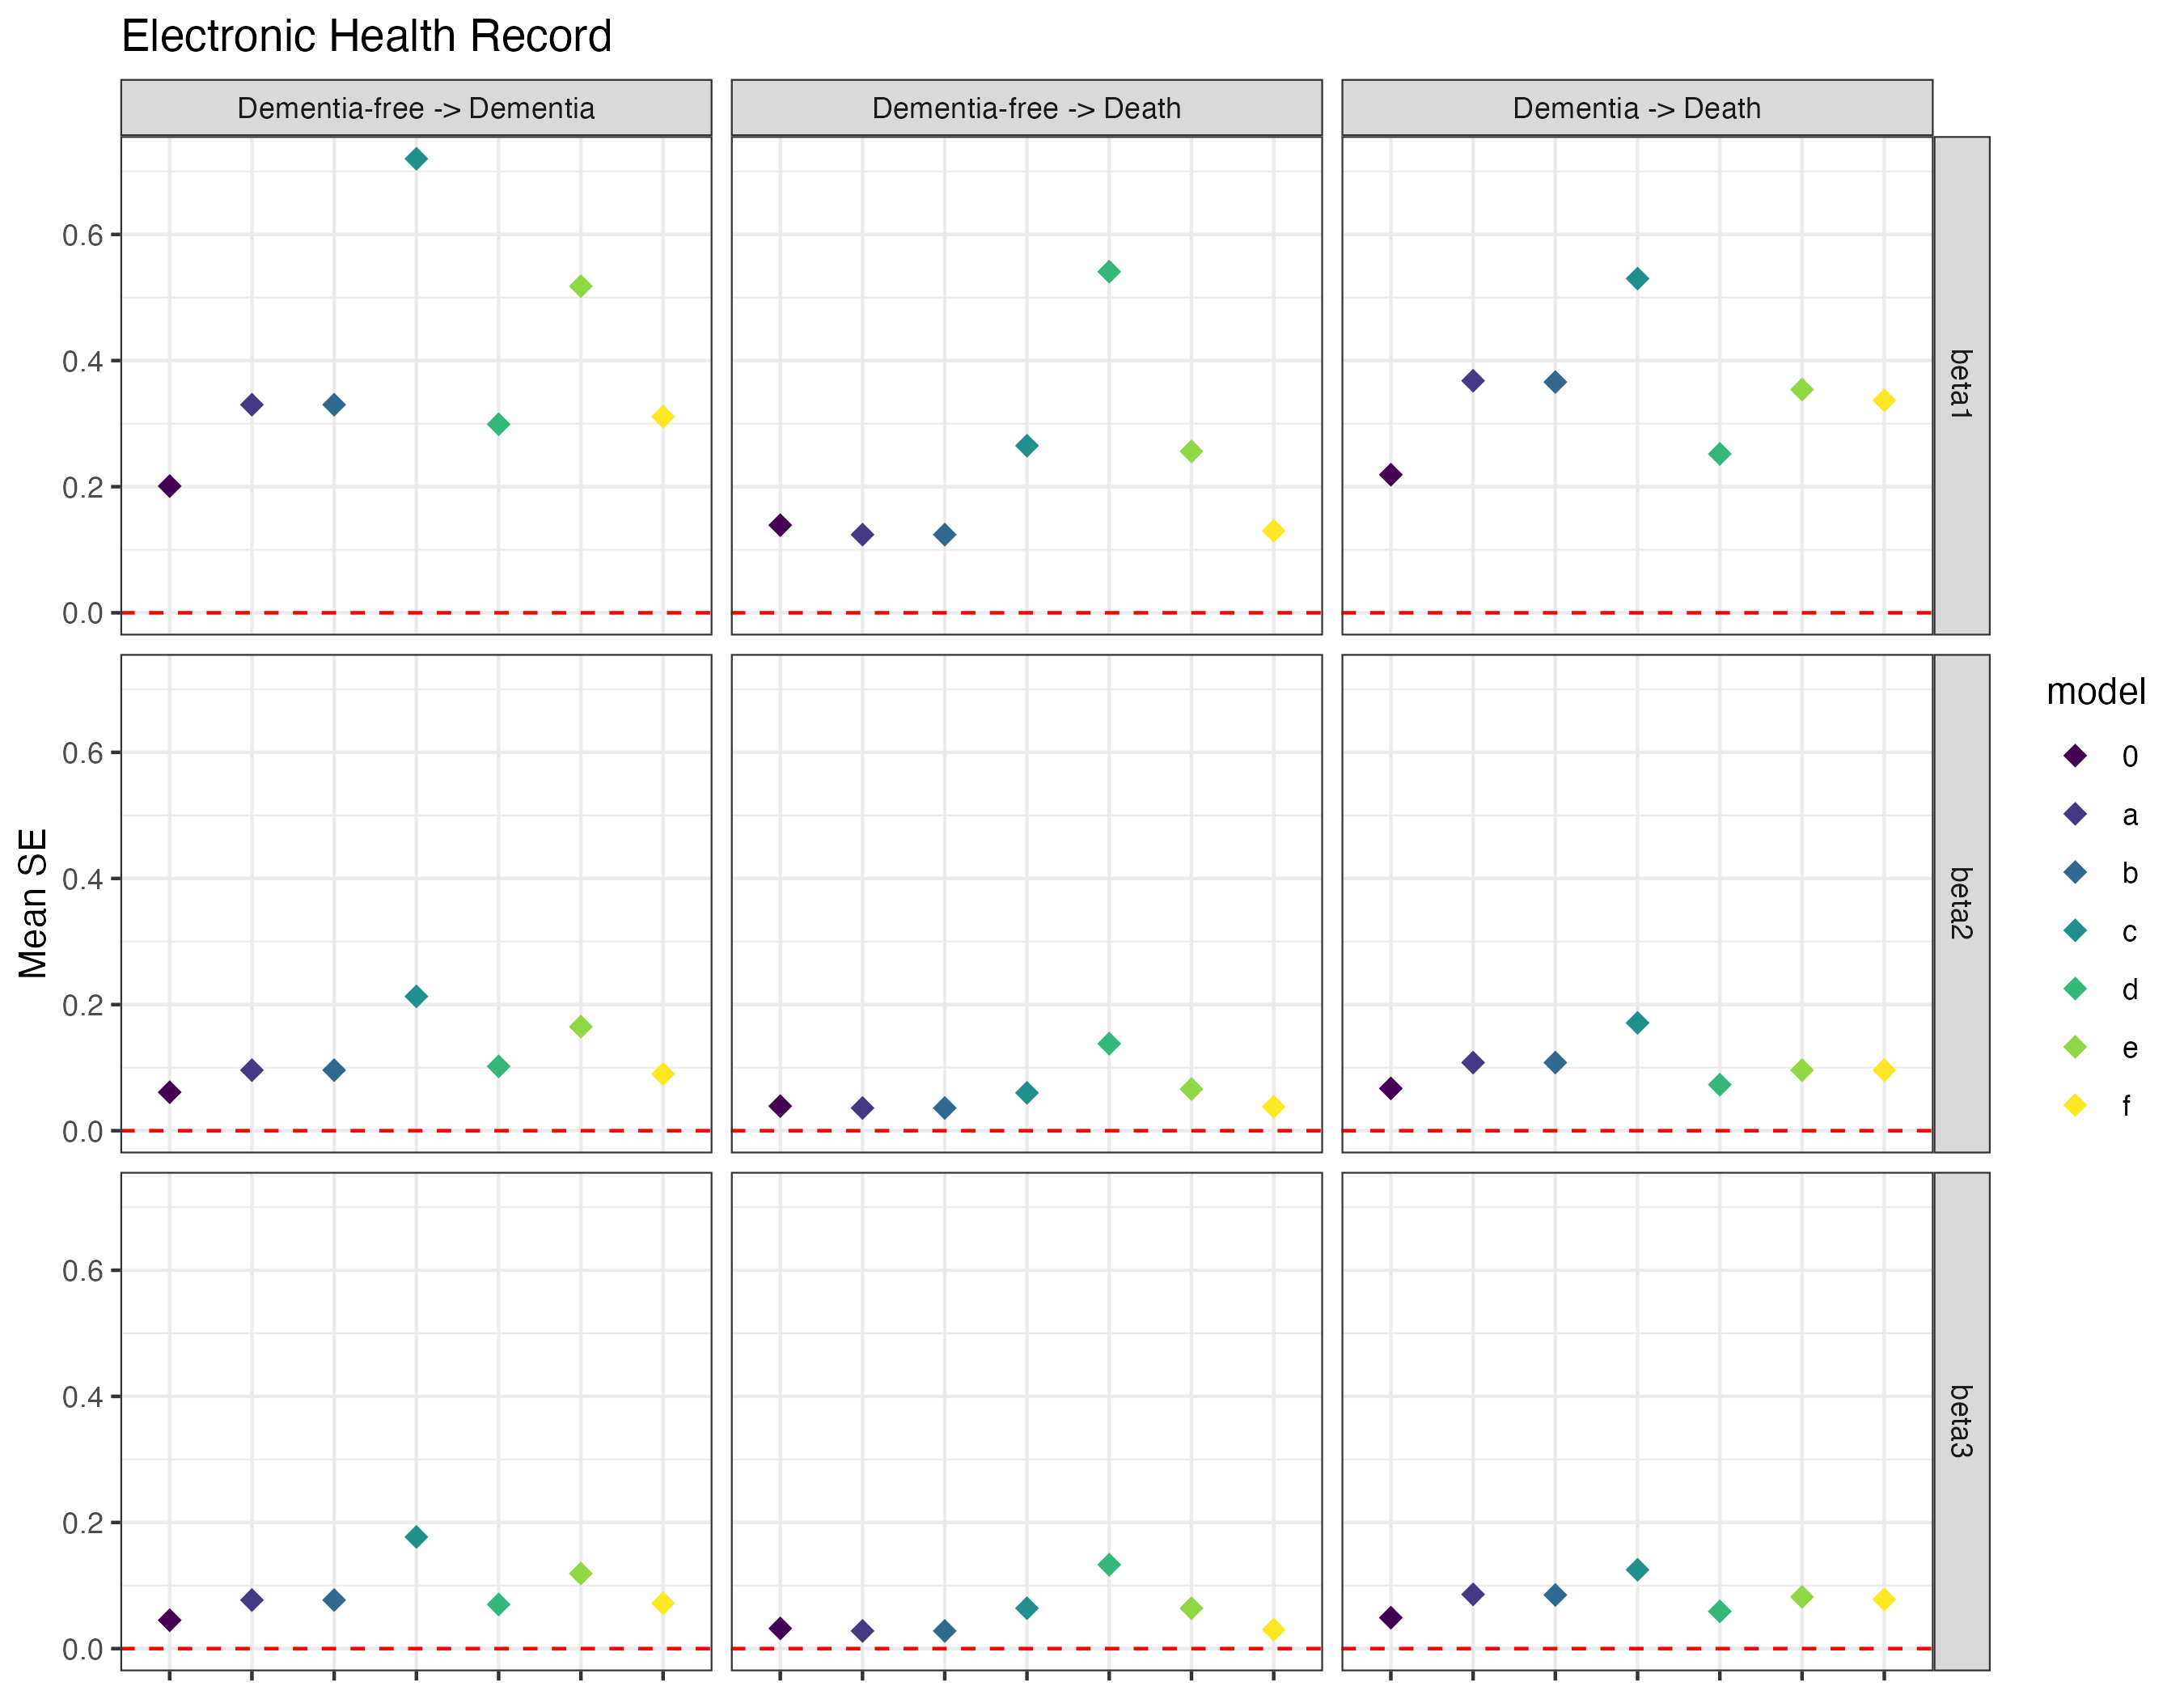 Electronic Health Record
Dementia-free -> Dementia
Dementia-free -> Death
Dementia -> Death
0.6
0.4
0.2
0.0
beta1
0.6
0.4
0.2
0.0
beta2
0.6
0.4
0.2
0.0
beta3
Mean SE
model
0
a
b
c
d
e
f